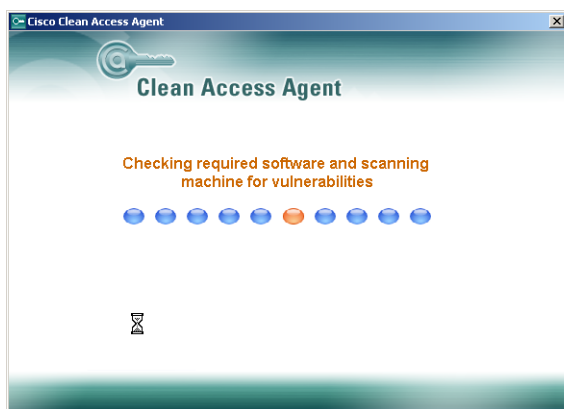 Cisco Clean Access Agent
Clean Access Agent
Checking required software and scanning
machine for vulnerabilities